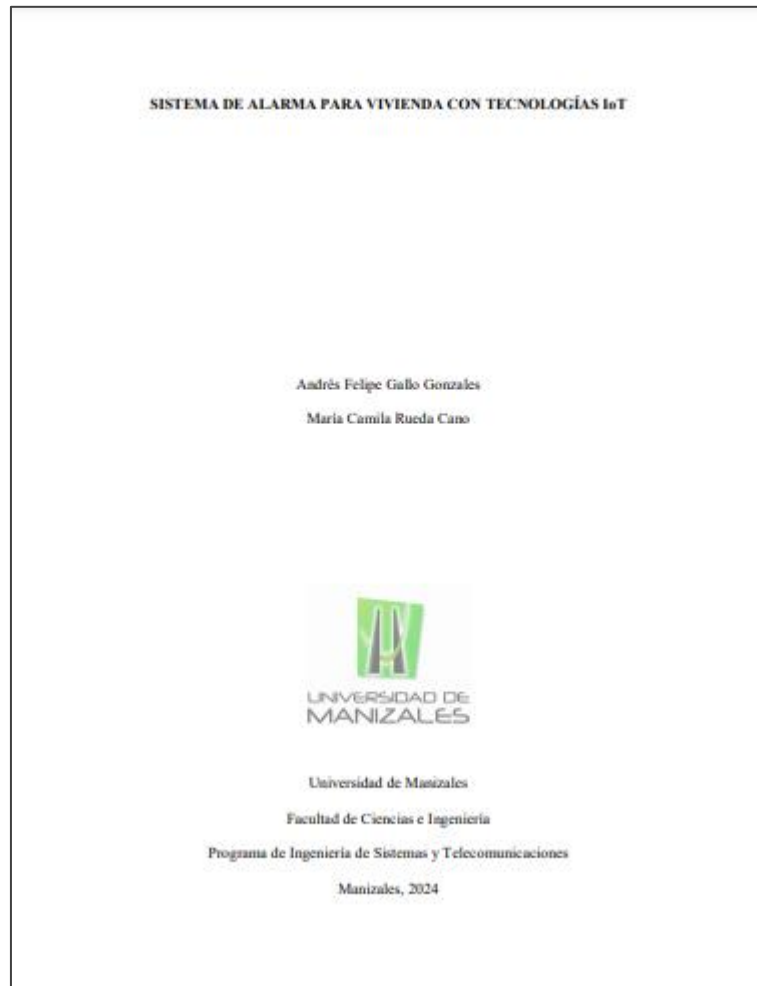 SISTEMA DE ALARMA PARA VIVIENDA CON TECNOLOGÍAS IoT
Andrés Felipe Gallo Gonzales
María Camila Rueda Cano
UNIVERSIDAD DE
MANIZALES
Universidad de Manizales
Facultad de Ciencias e Ingeniería
Programa de Ingeniería de Sistemas y Telecomunicaciones
Manizales, 2024